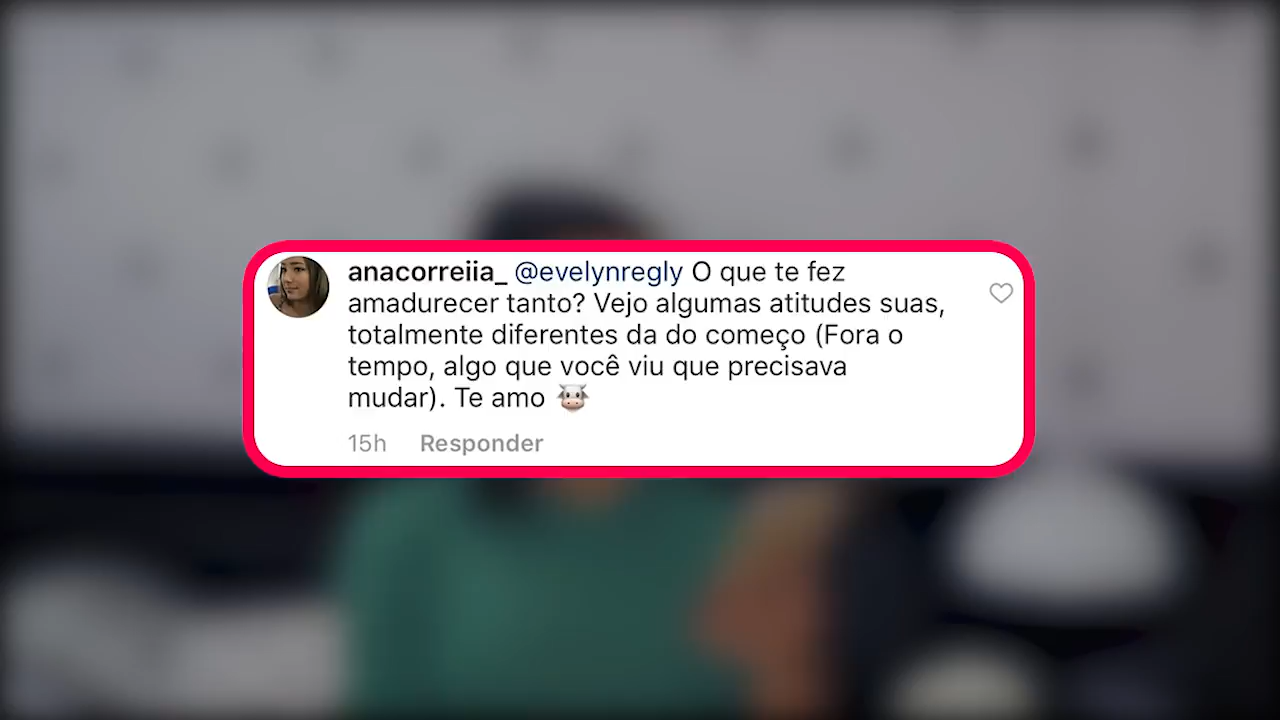 anacorreiia_ @evelynregly O que te fez
amadurecer tanto? Vejo algumas atitudes suas,
totalmente diferentes da do começo (Fora o
tempo, algo que você viu que precisava
mudar). Te amo 🐮
15h Responder